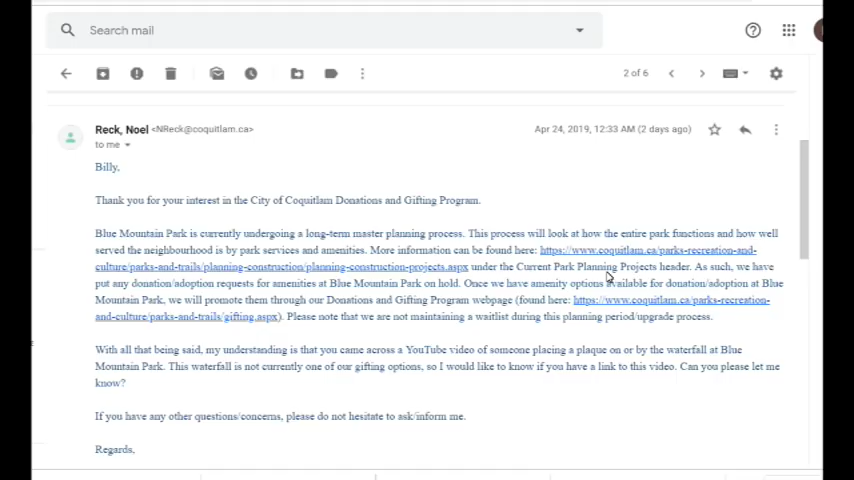 Search mail
2 of 6
Reck, Noel <NReck@coquitlam.ca>
Apr 24, 2019, 12:33 AM (2 days ago)
to me
Billy,
Thank you for your interest in the City of Coquitlam Donations and Gifting Program.
Blue Mountain Park is currently undergoing a long-term master planning process. This process will look at how the entire park functions and how well
served the neighbourhood is by park services and amenities. More information can be found here: https://www.coquitlam.ca/parks-recreation-and-
culture/parks-and-trails/planning-construction/planning-construction-projects.aspx under the Current Park Planning Projects header. As such, we have
put any donation/adoption requests for amenities at Blue Mountain Park on hold. Once we have amenity options available for donation/adoption at Blue
Mountain Park, we will promote them through our Donations and Gifting Program webpage (found here: https://www.coquitlam.ca/parks-recreation-
and-culture/parks-and-trails/gifting.aspx). Please note that we are not maintaining a waitlist during this planning period/upgrade process.
With all that being said, my understanding is that you came across a YouTube video of someone placing a plaque on or by the waterfall at Blue
Mountain Park. This waterfall is not currently one of our gifting options, so I would like to know if you have a link to this video. Can you please let me
know?
If you have any other questions/concerns, please do not hesitate to ask/inform me.
Regards,